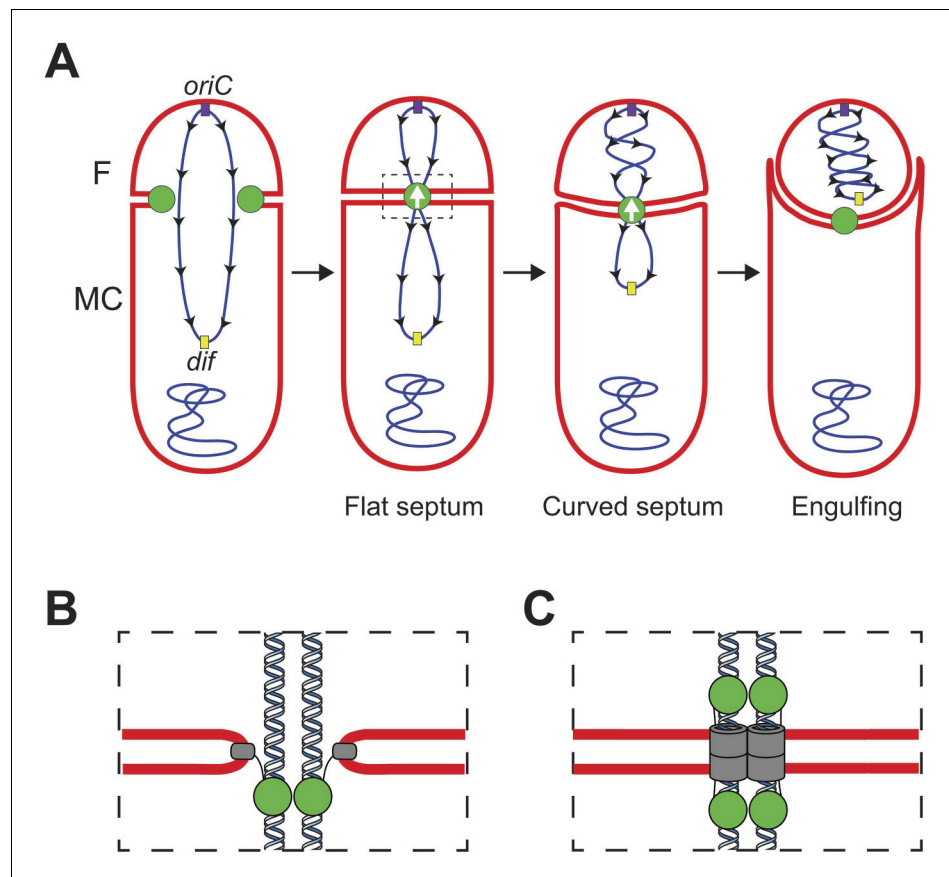 A
oriC
F
MC
dif
Flat septum
Curved septum
Engulfing
B
C